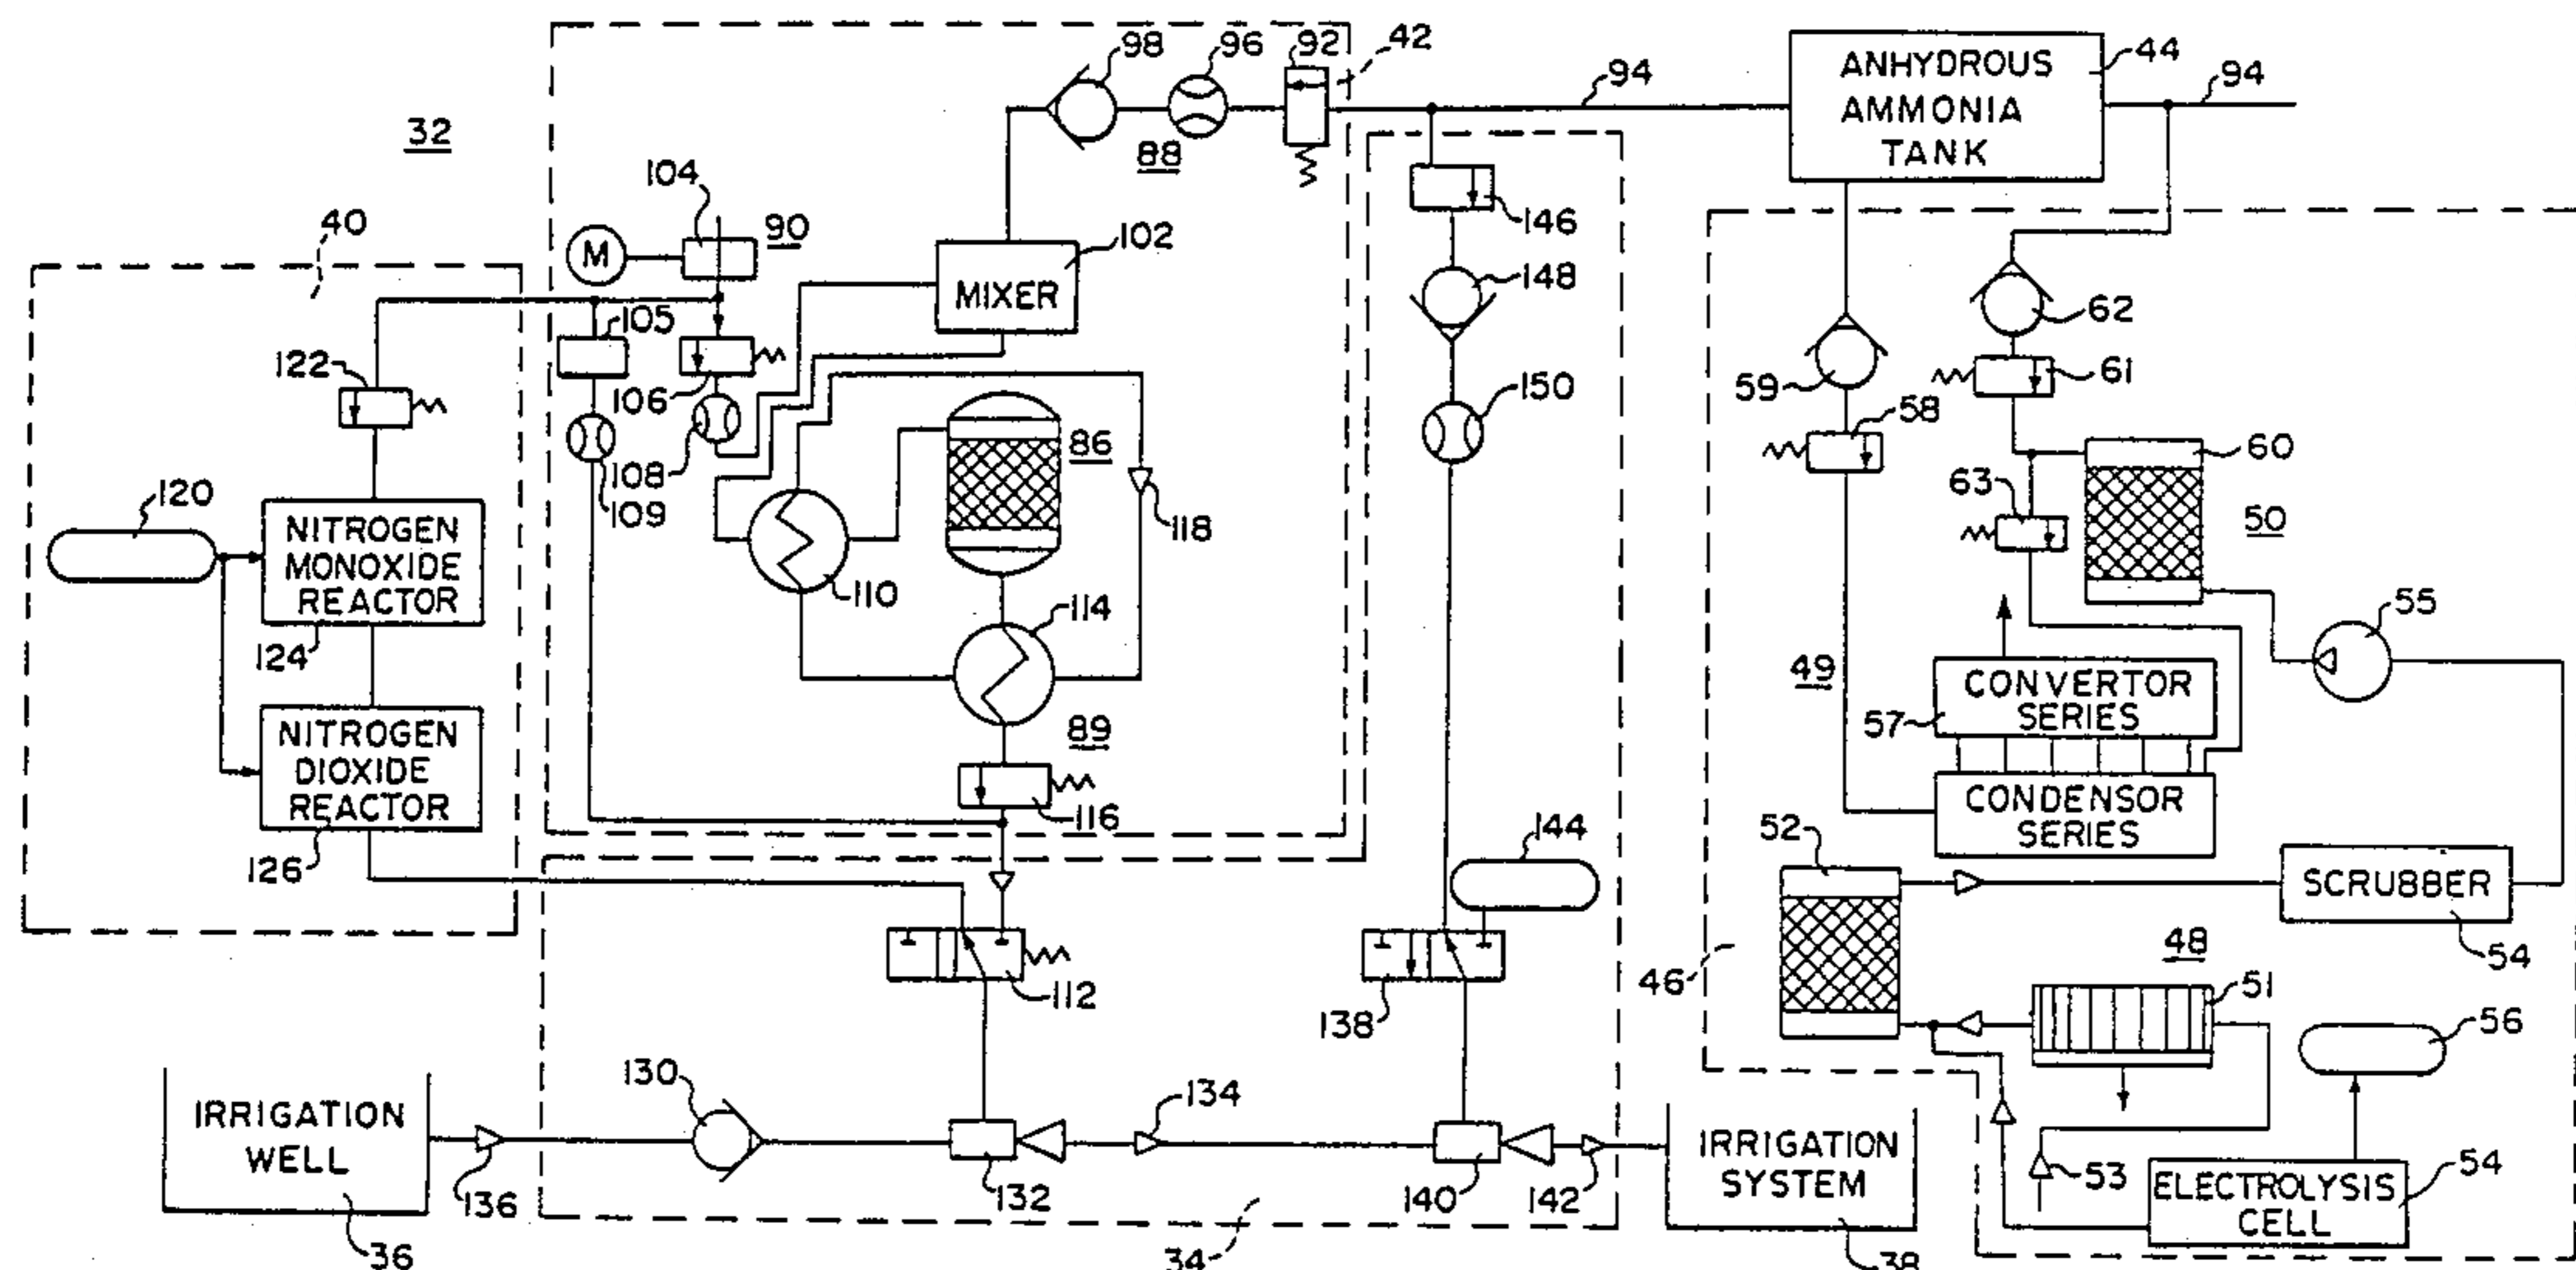 98
96
92
42
94
ANHYDROUS
AMMONIA
TANK
44
94
32
88
104
90
146
40
M
102
MIXER
148
62
105
122
106
59
61
150
58
60
86
108
109
63
120
118
50
NITROGEN
MONOXIDE
REACTOR
110
114
55
124
49
CONVERTOR
SERIES
57
NITROGEN
DIOXIDE
REACTOR
89
CONDENSOR
SERIES
116
52
144
126
SCRUBBER
48
54
46
112
138
51
56
130
134
IRRIGATION
WELL
IRRIGATION
SYSTEM
53
54
ELECTROLYSIS
CELL
136
132
140
142
36
34
38